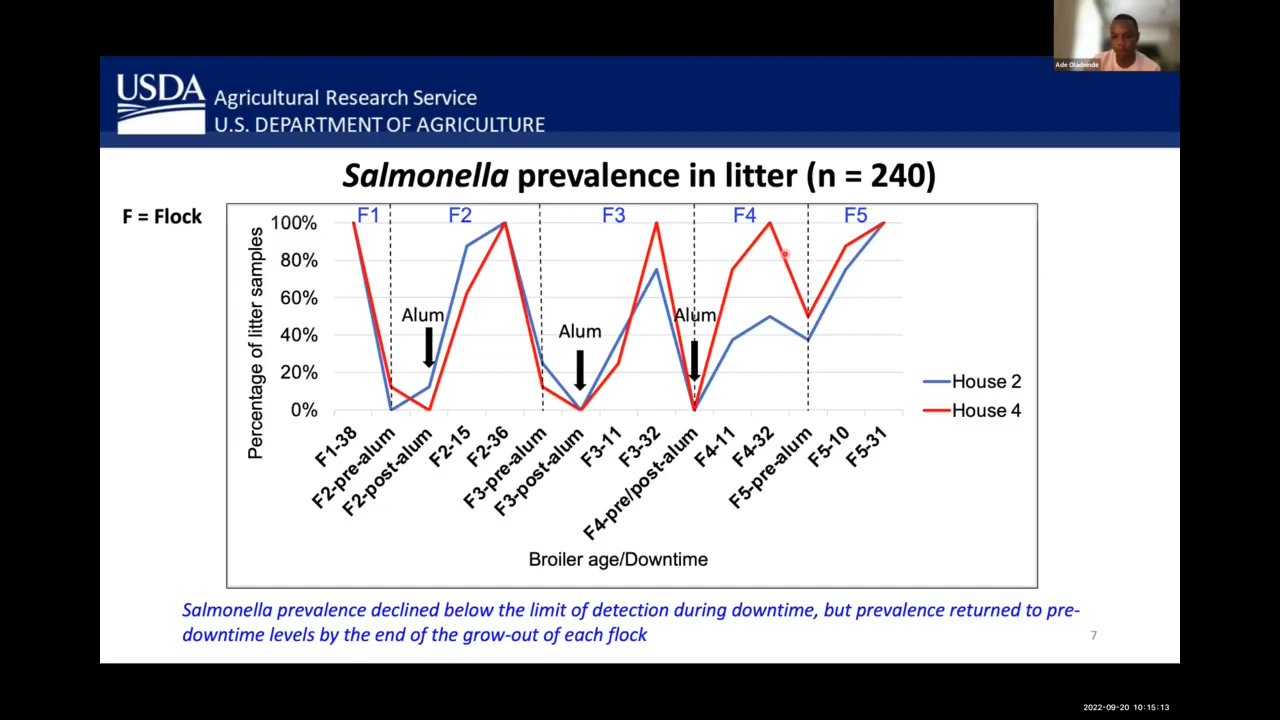 Ade Oladeinde
USDA
Agricultural Research Service
U.S. DEPARTMENT OF AGRICULTURE
Salmonella prevalence in litter (n = 240)
F = Flock
F1 F2 F3 F4 F5
Percentage of litter samples
100%
80%
60%
40%
20%
0%
Alum
Alum
Alum
House 2
House 4
F1-38
F2-pre-alum
F2-post-alum
F2-15
F2-36
F3-pre-alum
F3-post-alum
F3-11
F3-32
F4-pre/post-alum
F4-11
F4-32
F5-pre-alum
F5-10
F5-31
Broiler age/Downtime
Salmonella prevalence declined below the limit of detection during downtime, but prevalence returned to pre-
downtime levels by the end of the grow-out of each flock
7
2022-09-20 10:15:13